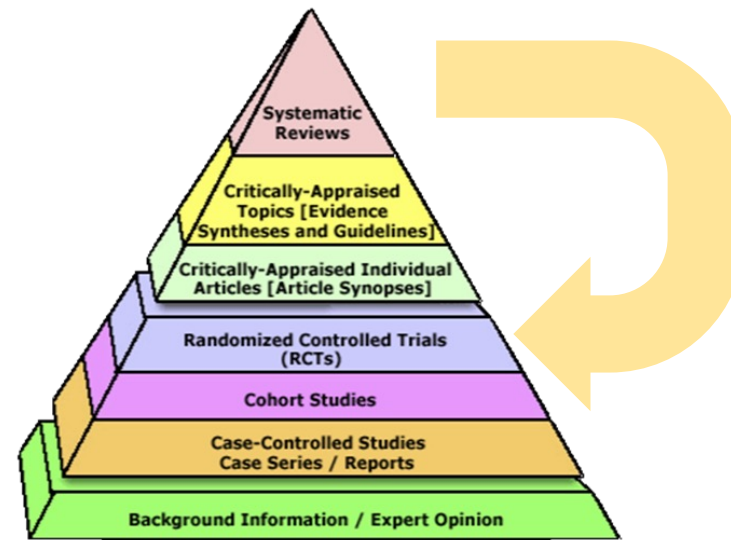 Systematic
Reviews
Critically-Appraised
Topics [Evidence
Syntheses and Guidelines]
Critically-Appraised Individual
Articles [Article Synopses]
Randomized Controlled Trials
(RCTs)
Cohort Studies
Case-Controlled Studies
Case Series / Reports
Background Information / Expert Opinion